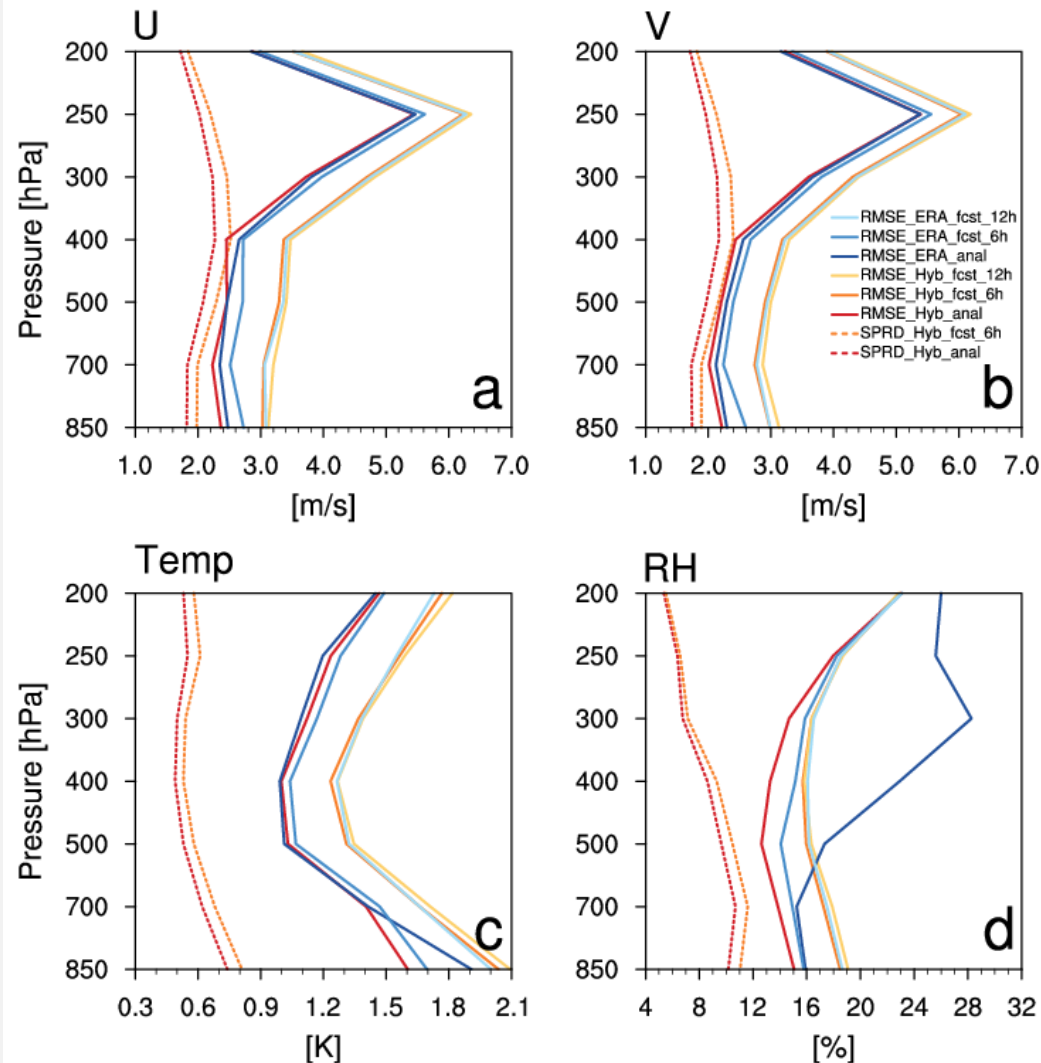 U
V
200
250
300
400
500
700
850
Pressure [hPa]
1.0 2.0 3.0 4.0 5.0 6.0 7.0
[m/s]
a
200
250
300
400
500
700
850
RMSE_ERA_fcst_12h
RMSE_ERA_fcst_6h
RMSE_ERA_anal
RMSE_Hyb_fcst_12h
RMSE_Hyb_fcst_6h
RMSE_Hyb_anal
SPRD_Hyb_fcst_6h
SPRD_Hyb_anal
b
1.0 2.0 3.0 4.0 5.0 6.0 7.0
[m/s]
Temp
200
250
300
400
500
700
850
Pressure [hPa]
c
0.3 0.6 0.9 1.2 1.5 1.8 2.1
[K]
RH
200
250
300
400
500
700
850
d
4 8 12 16 20 24 28 32
[%]